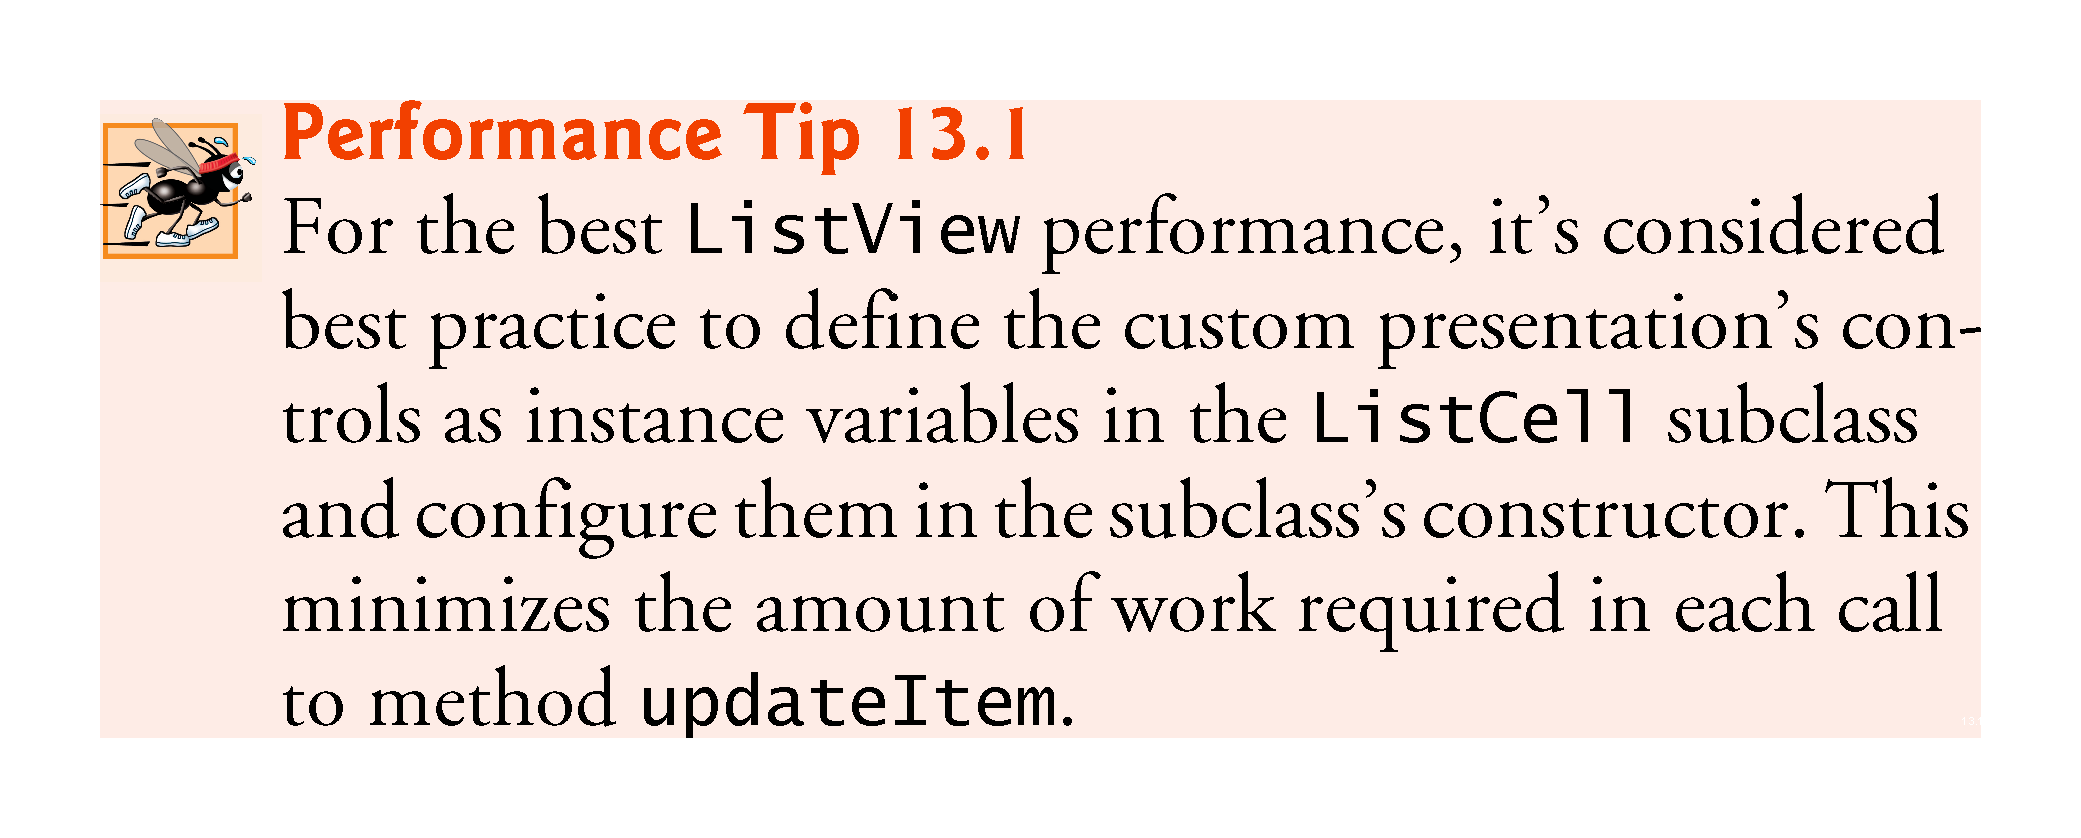 Performance Tip 13.1
For the best ListView performance, it’s considered
best practice to define the custom presentation’s con-
trols as instance variables in the ListCell subclass
and configure them in the subclass’s constructor. This
minimizes the amount of work required in each call
to method updateItem.